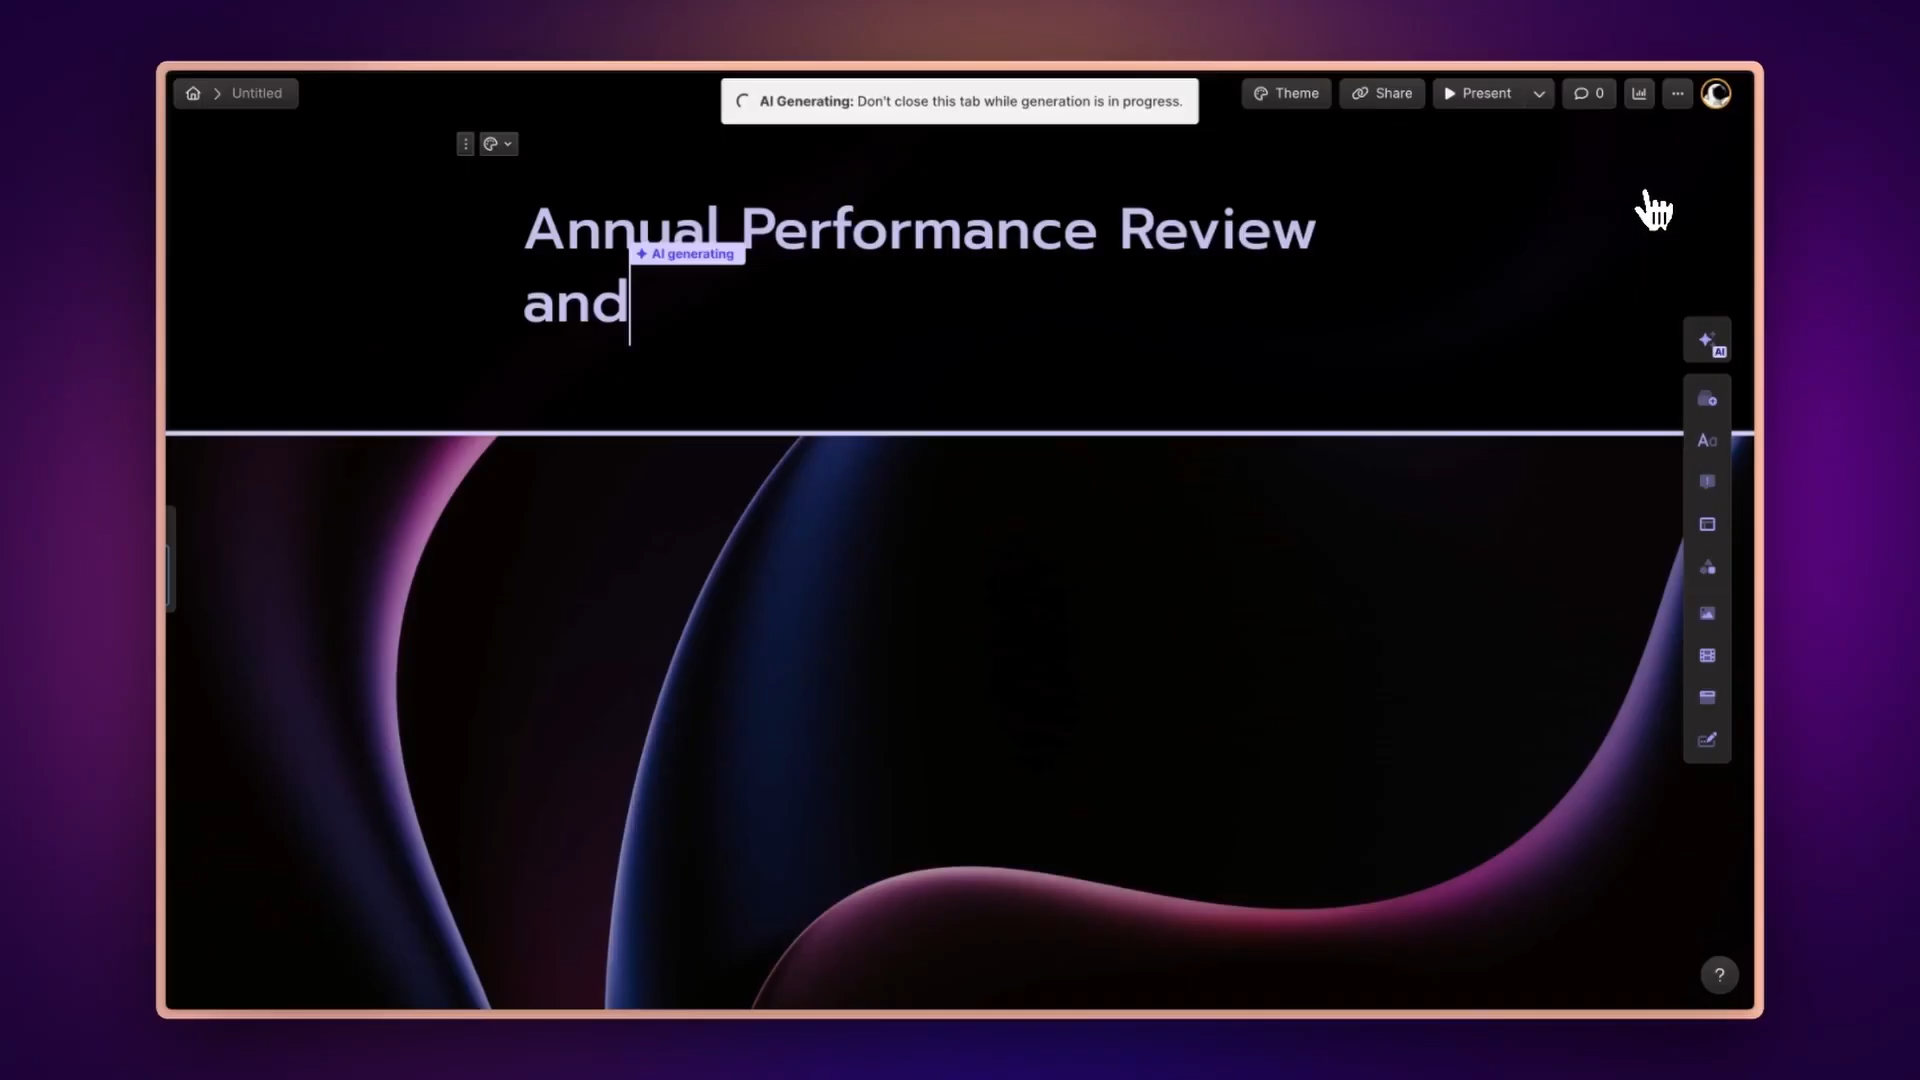 Untitled
AI Generating: Don't close this tab while generation is in progress.
Theme
Share
Present
0
Annual Performance Review
AI generating
and
AI
Aa
?